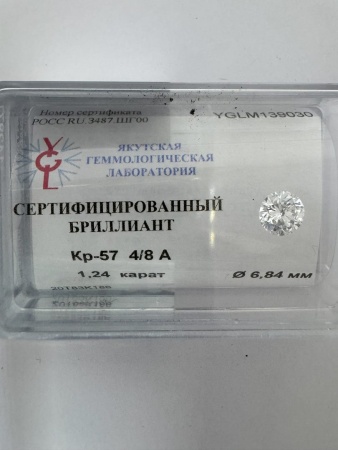 Номер сертификата
РОСС RU.3487.ШГ00
YGLM139030
YGL
ЯКУТСКАЯ
ГЕММОЛОГИЧЕСКАЯ
ЛАБОРАТОРИЯ
СЕРТИФИЦИРОВАННЫЙ
БРИЛЛИАНТ
Кр-57 4/8 А
1,24 карат
Ø 6,84 мм